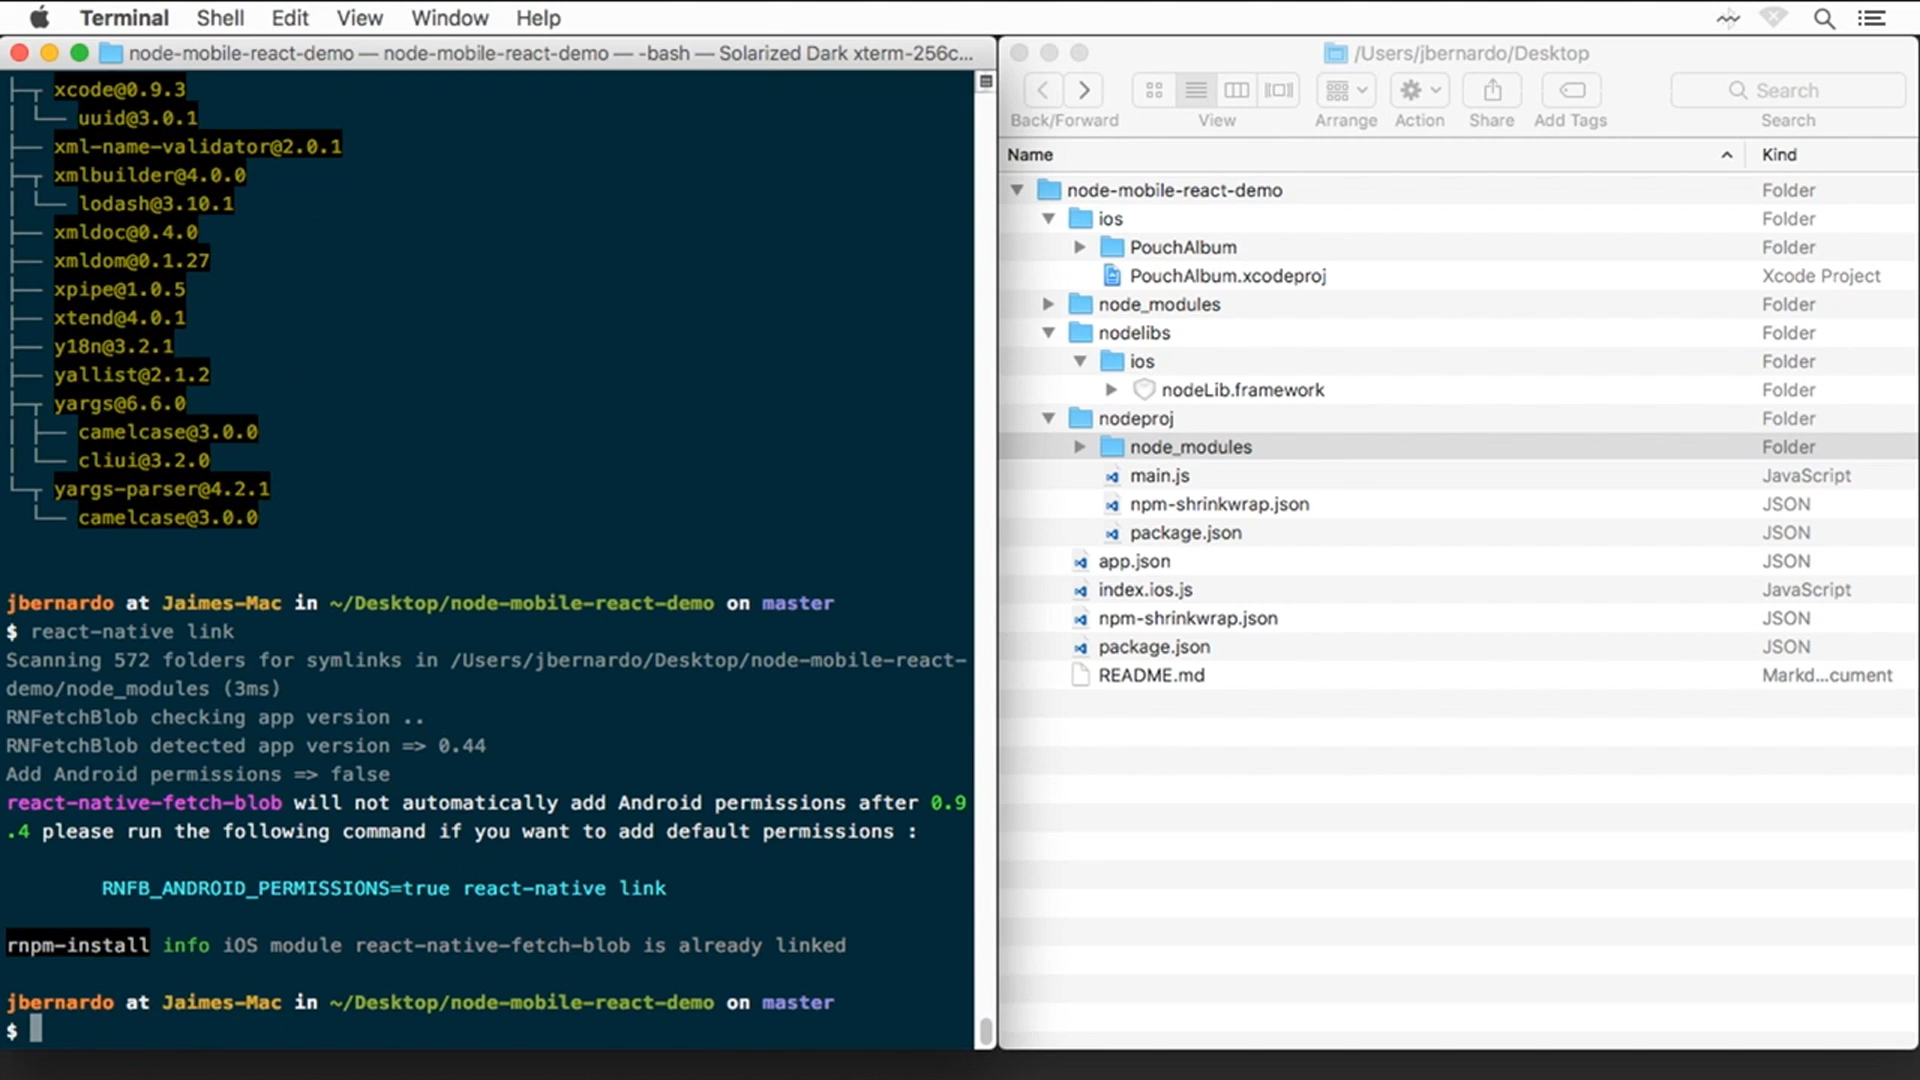 Terminal Shell Edit View Window Help
node-mobile-react-demo — node-mobile-react-demo — -bash — Solarized Dark xterm-256c...
xcode@0.9.3
uuid@3.0.1
xml-name-validator@2.0.1
xmlbuilder@4.0.0
lodash@3.10.1
xmldoc@0.4.0
xmldom@0.1.27
xpipe@1.0.5
xtend@4.0.1
y18n@3.2.1
yallist@2.1.2
yargs@6.6.0
camelcase@3.0.0
cliui@3.2.0
yargs-parser@4.2.1
camelcase@3.0.0
jbernardo at Jaimes-Mac in ~/Desktop/node-mobile-react-demo on master
$ react-native link
Scanning 572 folders for symlinks in /Users/jbernardo/Desktop/node-mobile-react-
demo/node_modules (3ms)
RNFetchBlob checking app version ..
RNFetchBlob detected app version => 0.44
Add Android permissions => false
react-native-fetch-blob will not automatically add Android permissions after 0.9
.4 please run the following command if you want to add default permissions :
RNFB_ANDROID_PERMISSIONS=true react-native link
rnpm-install info iOS module react-native-fetch-blob is already linked
jbernardo at Jaimes-Mac in ~/Desktop/node-mobile-react-demo on master
$
/Users/jbernardo/Desktop
Search
Back/Forward View Arrange Action Share Add Tags Search
Name Kind
node-mobile-react-demo Folder
ios Folder
PouchAlbum Folder
PouchAlbum.xcodeproj Xcode Project
node_modules Folder
nodelibs Folder
ios Folder
nodeLib.framework Folder
nodeproj Folder
node_modules Folder
main.js JavaScript
npm-shrinkwrap.json JSON
package.json JSON
app.json JSON
index.ios.js JavaScript
npm-shrinkwrap.json JSON
package.json JSON
README.md Markd...cument